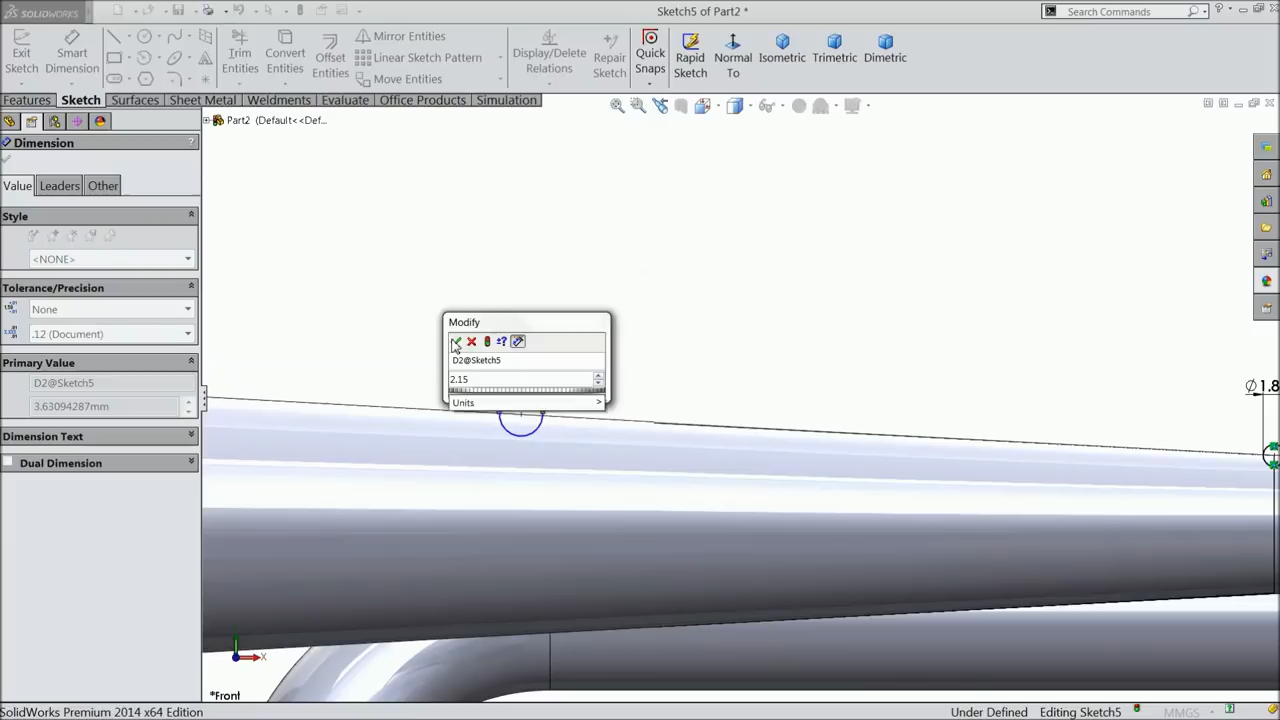 SOLIDWORKS
Sketch5 of Part2 *
Search Commands
Exit Sketch
Smart Dimension
Trim Entities
Convert Entities
Offset Entities
Mirror Entities
Linear Sketch Pattern
Move Entities
Display/Delete Relations
Repair Sketch
Quick Snaps
Rapid Sketch
Normal To
Isometric
Trimetric
Dimetric
Features
Sketch
Surfaces
Sheet Metal
Weldments
Evaluate
Office Products
Simulation
Part2 (Default<<Def...
Dimension
?
Value
Leaders
Other
Style
<NONE>
Tolerance/Precision
None
.12 (Document)
Primary Value
D2@Sketch5
3.63094287mm
Dimension Text
Dual Dimension
Modify
D2@Sketch5
2.15
Units >
∅1.8
X
*Front
SolidWorks Premium 2014 x64 Edition
Under Defined
Editing Sketch5
MMGS